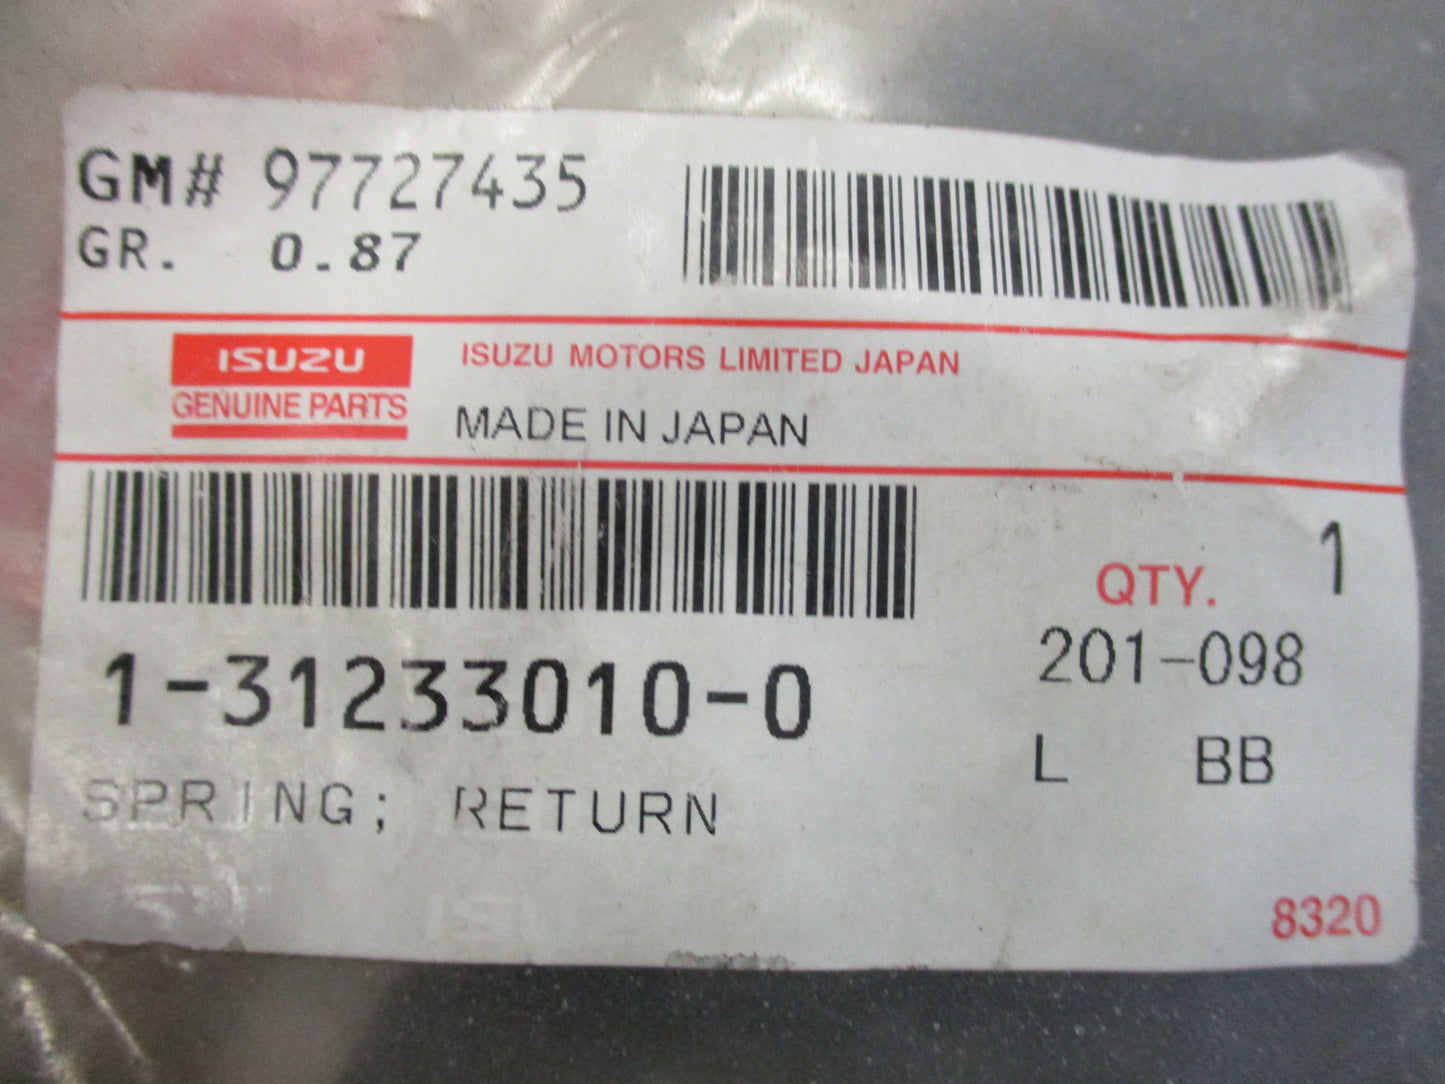 GM# 97727435
GR. 0.87
ISUZU
GENUINE PARTS
ISUZU MOTORS LIMITED JAPAN
MADE IN JAPAN
QTY. 1
1-31233010-0
201-098
L BB
SPRING; RETURN
ISUZU
8320